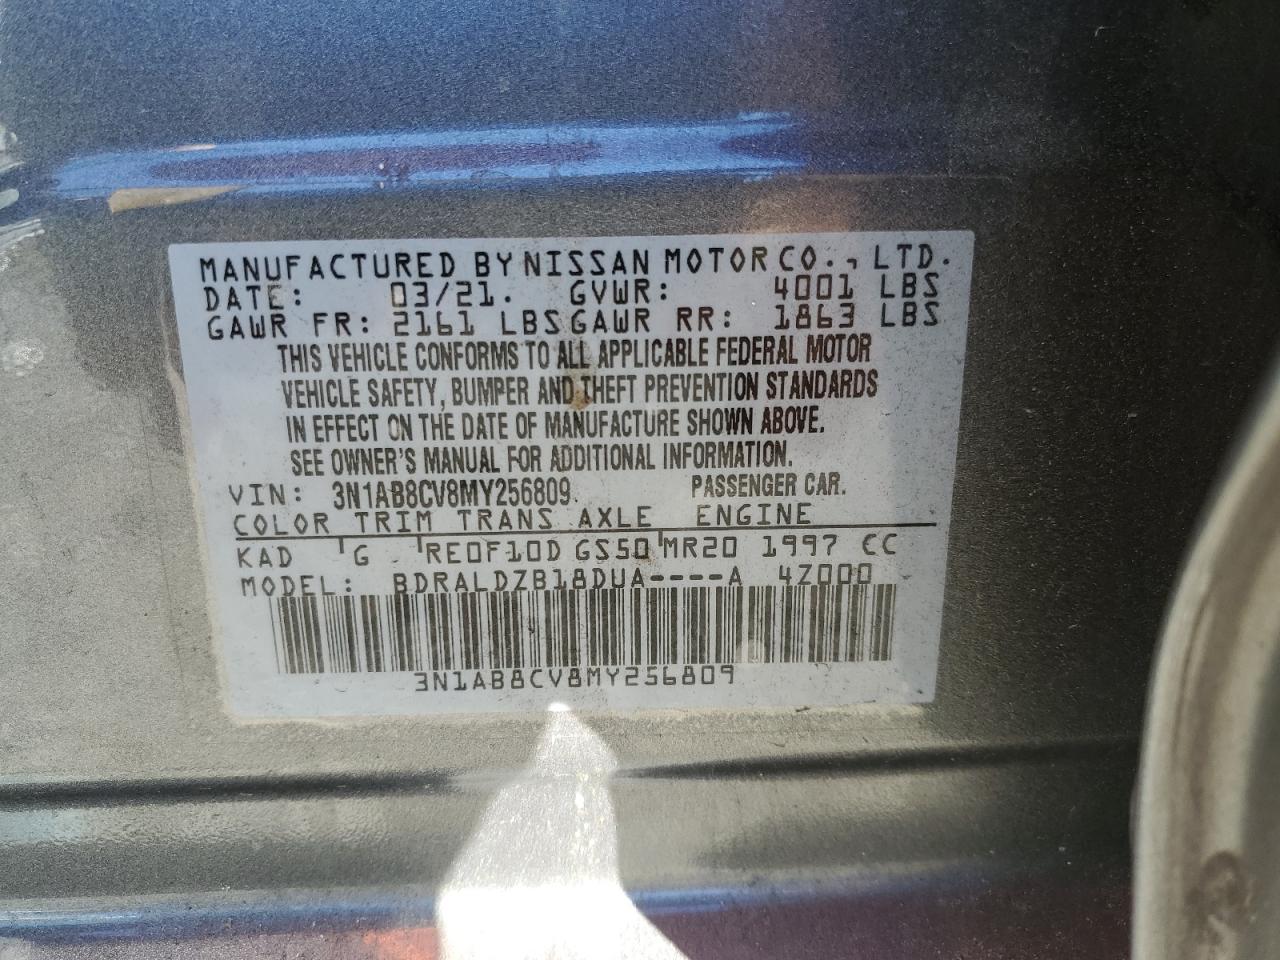 MANUFACTURED BY NISSAN MOTOR CO., LTD.
DATE: 03/21. GVWR: 4001 LBS
GAWR FR: 2161 LBS GAWR RR: 1863 LBS
THIS VEHICLE CONFORMS TO ALL APPLICABLE FEDERAL MOTOR
VEHICLE SAFETY, BUMPER AND THEFT PREVENTION STANDARDS
IN EFFECT ON THE DATE OF MANUFACTURE SHOWN ABOVE.
SEE OWNER'S MANUAL FOR ADDITIONAL INFORMATION.
VIN: 3N1AB8CV8MY256809. PASSENGER CAR.
COLOR TRIM TRANS AXLE ENGINE
KAD G RE0F10D GS50 MR20 1997 CC
MODEL: BDRALDZB18DUA----A 4Z000
3N1AB8CV8MY256809